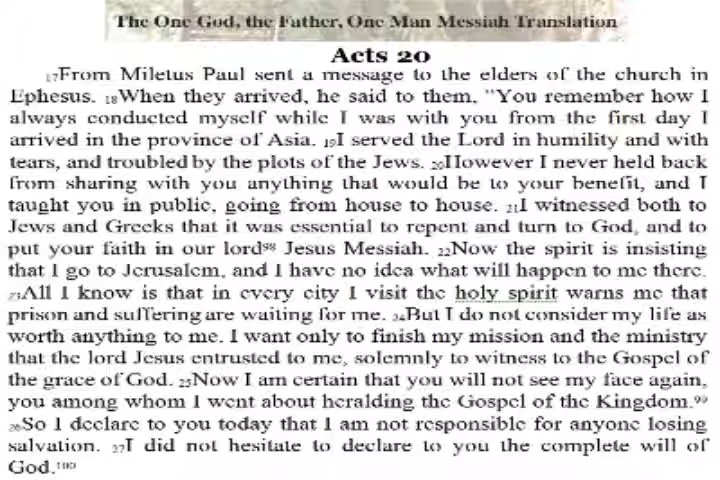 The One God, the Father, One Man Messiah Translation
Acts 20
17From Miletus Paul sent a message to the elders of the church in
Ephesus. 18When they arrived, he said to them, "You remember how I
always conducted myself while I was with you from the first day I
arrived in the province of Asia. 19I served the Lord in humility and with
tears, and troubled by the plots of the Jews. 20However I never held back
from sharing with you anything that would be to your benefit, and I
taught you in public, going from house to house. 21I witnessed both to
Jews and Greeks that it was essential to repent and turn to God, and to
put your faith in our lord98 Jesus Messiah. 22Now the spirit is insisting
that I go to Jerusalem, and I have no idea what will happen to me there.
23All I know is that in every city I visit the holy spirit warns me that
prison and suffering are waiting for me. 24But I do not consider my life as
worth anything to me. I want only to finish my mission and the ministry
that the lord Jesus entrusted to me, solemnly to witness to the Gospel of
the grace of God. 25Now I am certain that you will not see my face again,
you among whom I went about heralding the Gospel of the Kingdom.99
26So I declare to you today that I am not responsible for anyone losing
salvation. 27I did not hesitate to declare to you the complete will of
God.100